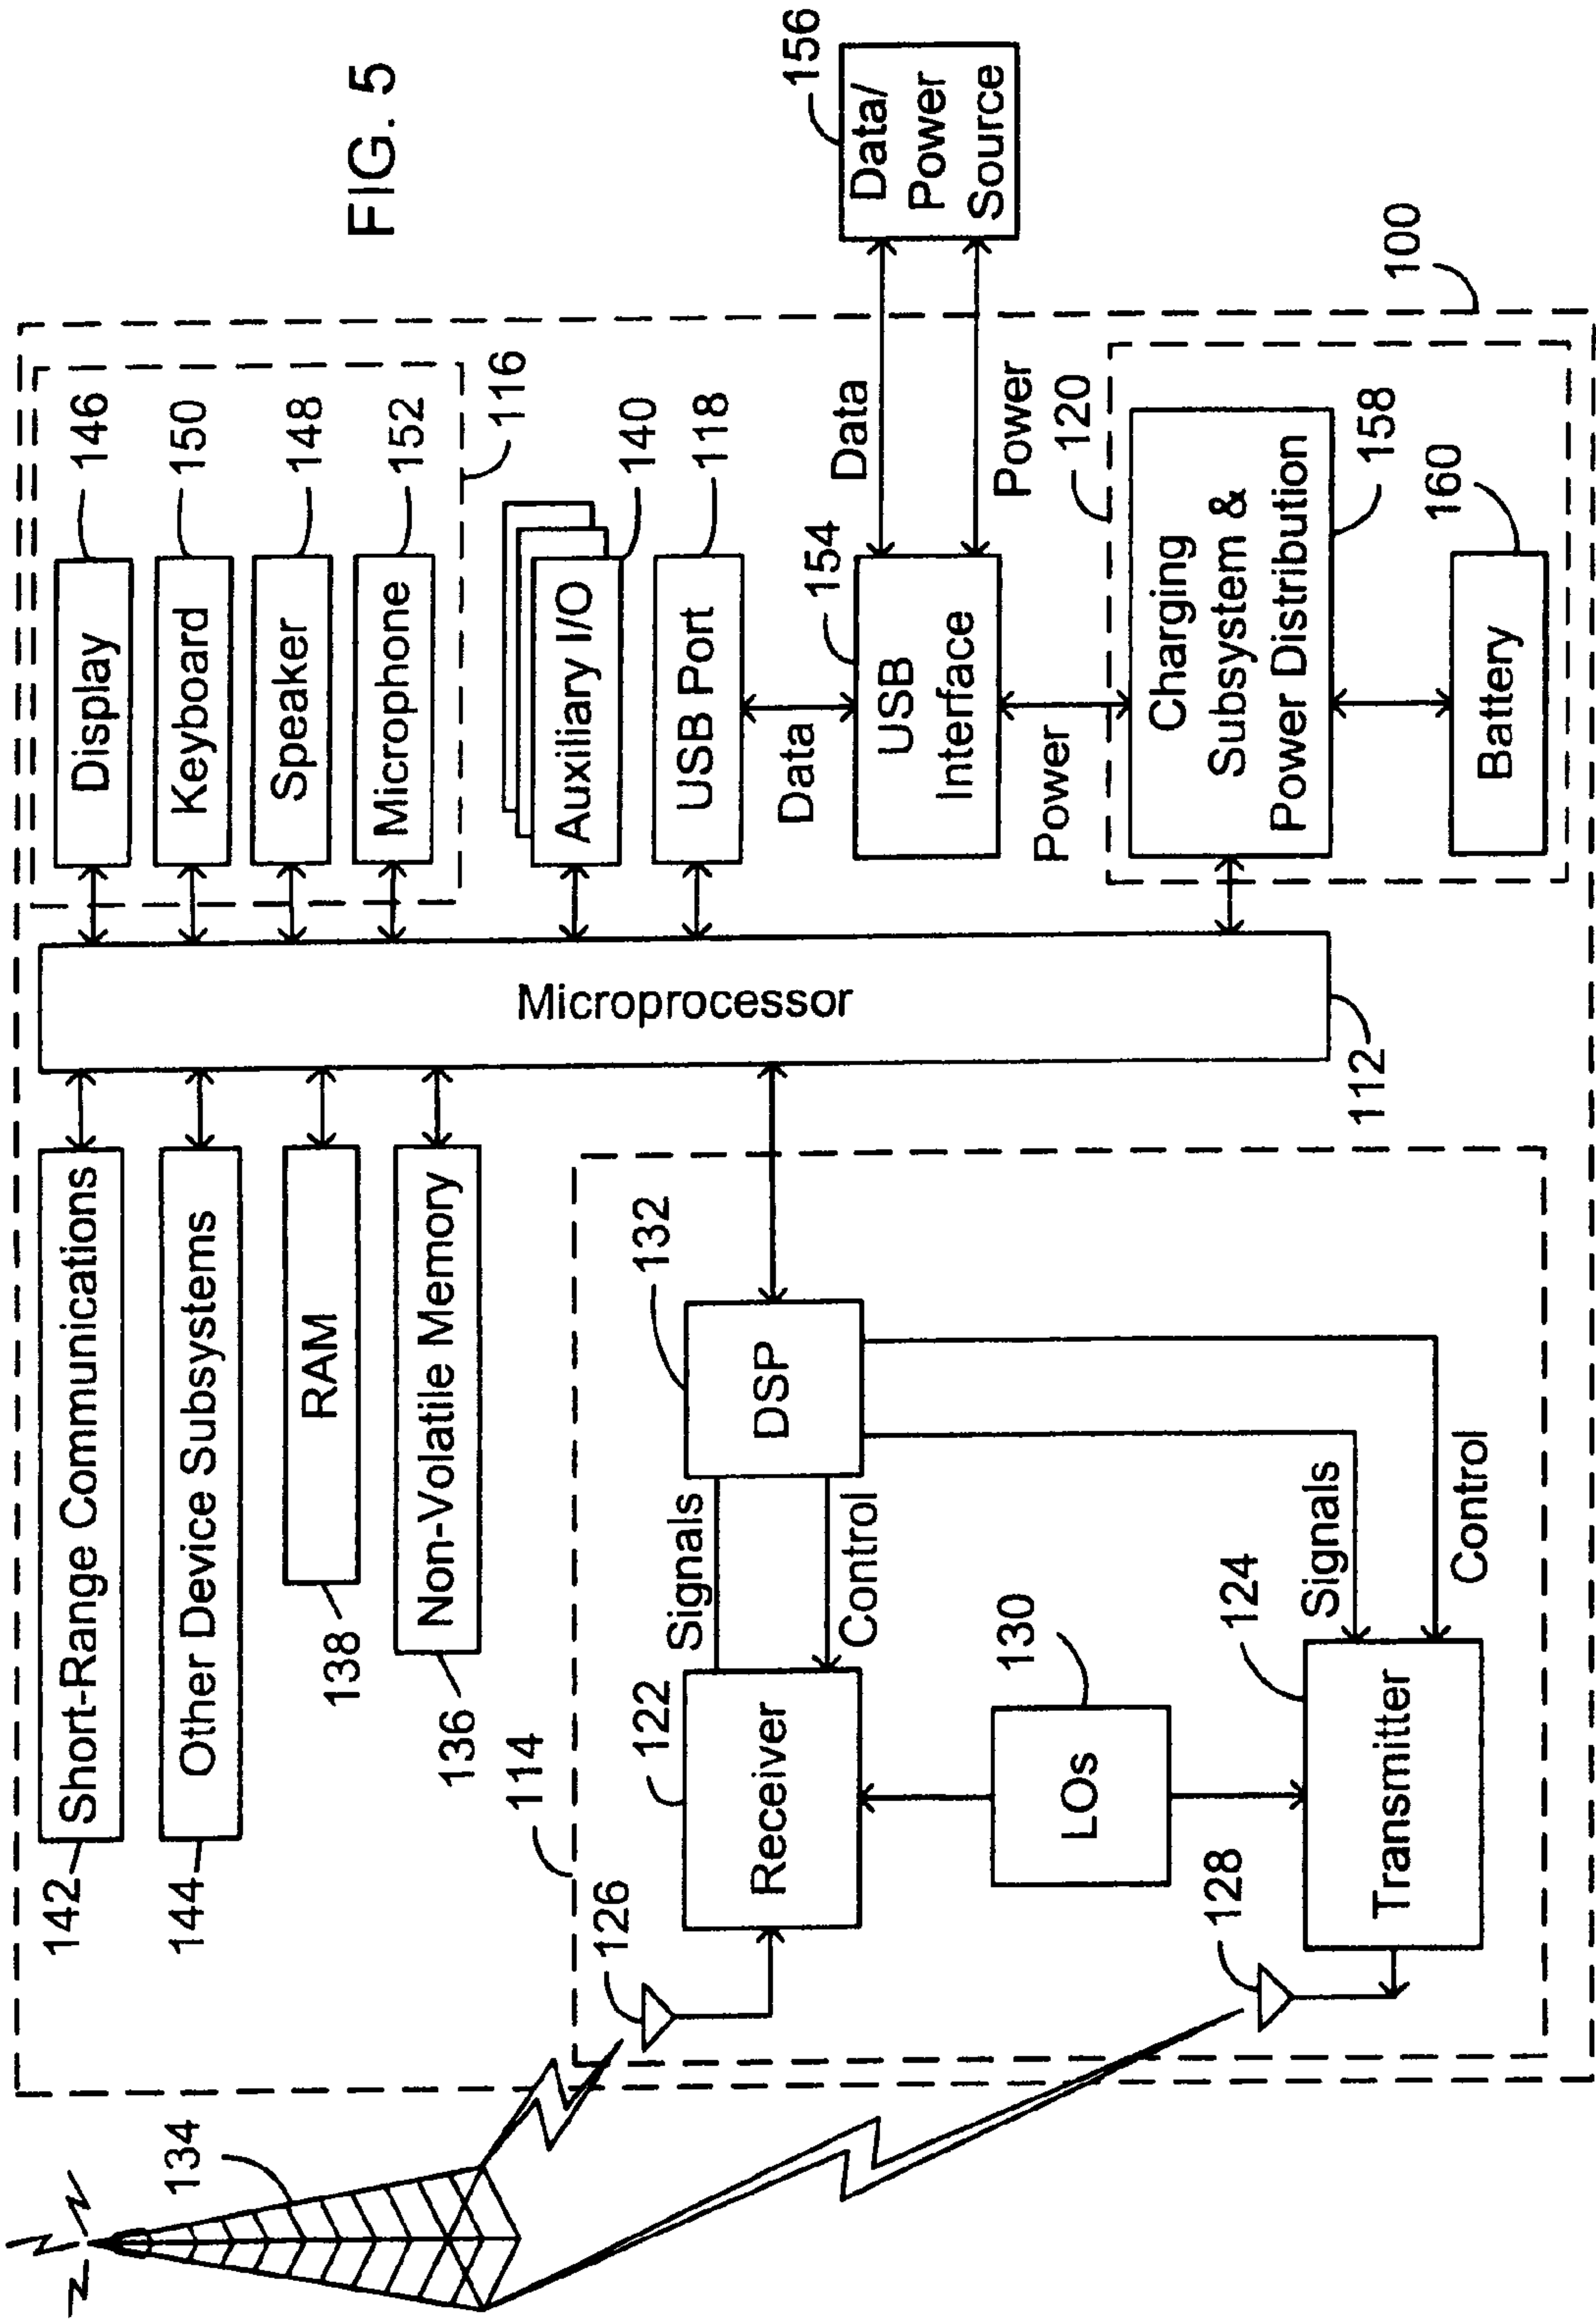 FIG. 5
134
142
Short-Range Communications
144
Other Device Subsystems
138
RAM
136
Non-Volatile Memory
114
126
122
Receiver
Signals
Control
132
DSP
130
LOs
128
124
Transmitter
Signals
Control
Microprocessor
112
Display
146
Keyboard
150
Speaker
148
Microphone
152
116
Auxiliary I/O
140
USB Port
118
Data
154
USB
Interface
Data
Power
Data/
Power
Source
156
Power
120
Charging
Subsystem &
Power Distribution
158
Battery
160
100